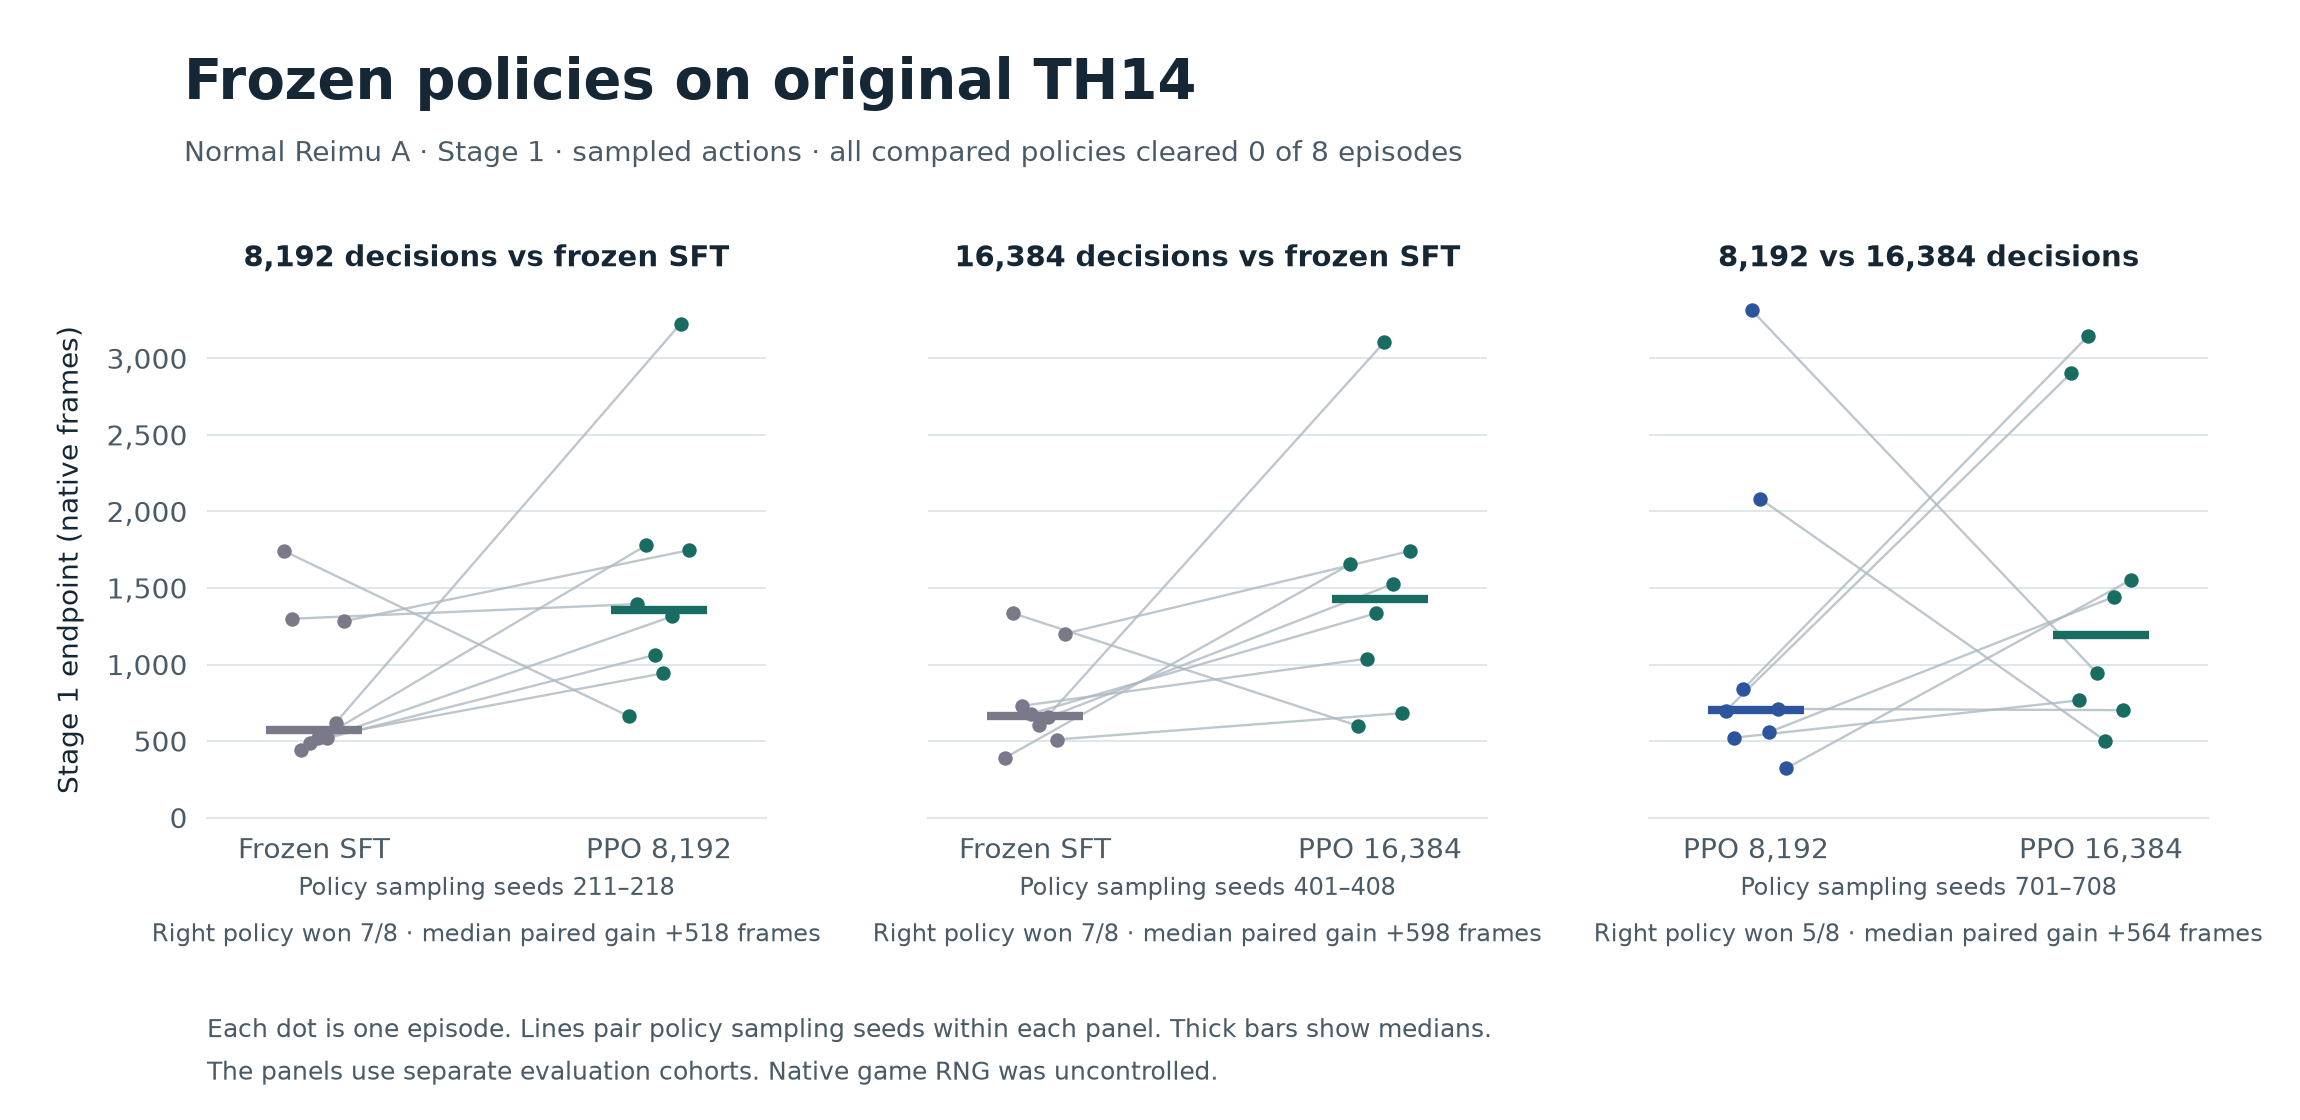 Frozen policies on original TH14
Normal Reimu A · Stage 1 · sampled actions · all compared policies cleared 0 of 8 episodes
8,192 decisions vs frozen SFT
16,384 decisions vs frozen SFT
8,192 vs 16,384 decisions
Stage 1 endpoint (native frames)
3,000
2,500
2,000
1,500
1,000
500
0
Frozen SFT
PPO 8,192
Frozen SFT
PPO 16,384
PPO 8,192
PPO 16,384
Policy sampling seeds 211–218
Policy sampling seeds 401–408
Policy sampling seeds 701–708
Right policy won 7/8 · median paired gain +518 frames
Right policy won 7/8 · median paired gain +598 frames
Right policy won 5/8 · median paired gain +564 frames
Each dot is one episode. Lines pair policy sampling seeds within each panel. Thick bars show medians.
The panels use separate evaluation cohorts. Native game RNG was uncontrolled.